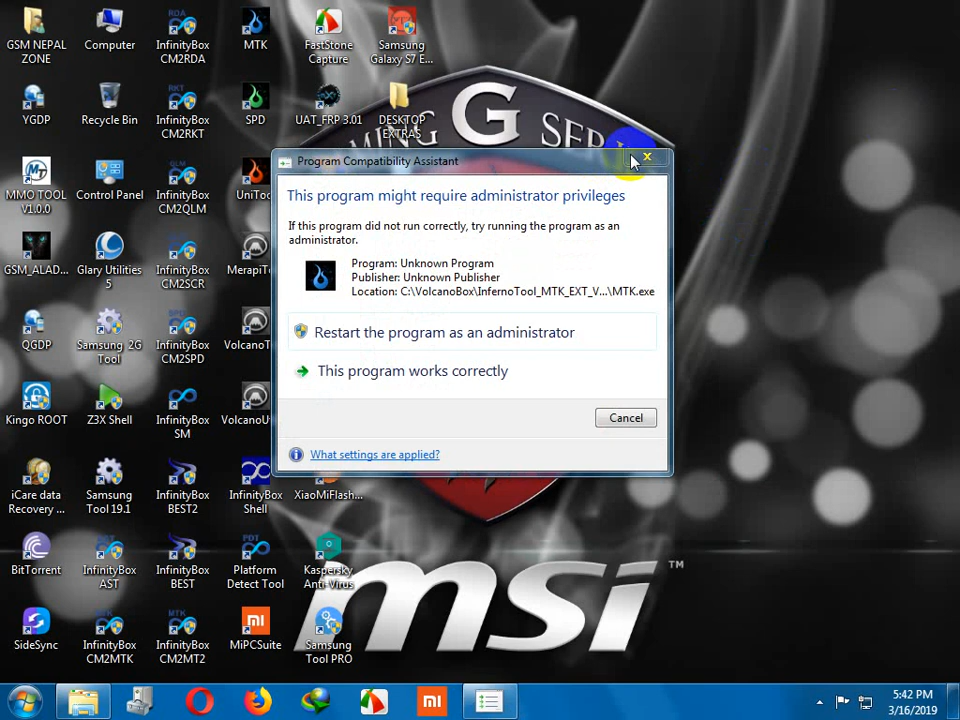 GSM NEPAL
ZONE
Computer
InfinityBox
CM2RDA
MTK
FastStone
Capture
Samsung
Galaxy S7 E...
YGDP
Recycle Bin
InfinityBox
CM2RKT
SPD
UAT_FRP 3.01
DESKTOP
EXTRAS
MMO TOOL
V1.0.0
Control Panel
InfinityBox
CM2QLM
UniTo
GSM_ALAD...
Glary Utilities
5
InfinityBox
CM2SCR
MerapiT
QGDP
Samsung 2G
Tool
InfinityBox
CM2SPD
VolcanoT
Kingo ROOT
Z3X Shell
InfinityBox
SM
VolcanoU
iCare data
Recovery ...
Samsung
Tool 19.1
InfinityBox
BEST2
InfinityBox
Shell
XiaoMiFlash...
BitTorrent
InfinityBox
AST
InfinityBox
BEST
Platform
Detect Tool
Kaspersky
Anti-Virus
SideSync
InfinityBox
CM2MTK
InfinityBox
CM2MT2
MiPCSuite
Samsung
Tool PRO
MING G SER
Program Compatibility Assistant
This program might require administrator privileges
If this program did not run correctly, try running the program as an
administrator.
Program: Unknown Program
Publisher: Unknown Publisher
Location: C:\VolcanoBox\InfernoTool_MTK_EXT_V...\MTK.exe
Restart the program as an administrator
This program works correctly
Cancel
What settings are applied?
msi
TM
5:42 PM
3/16/2019